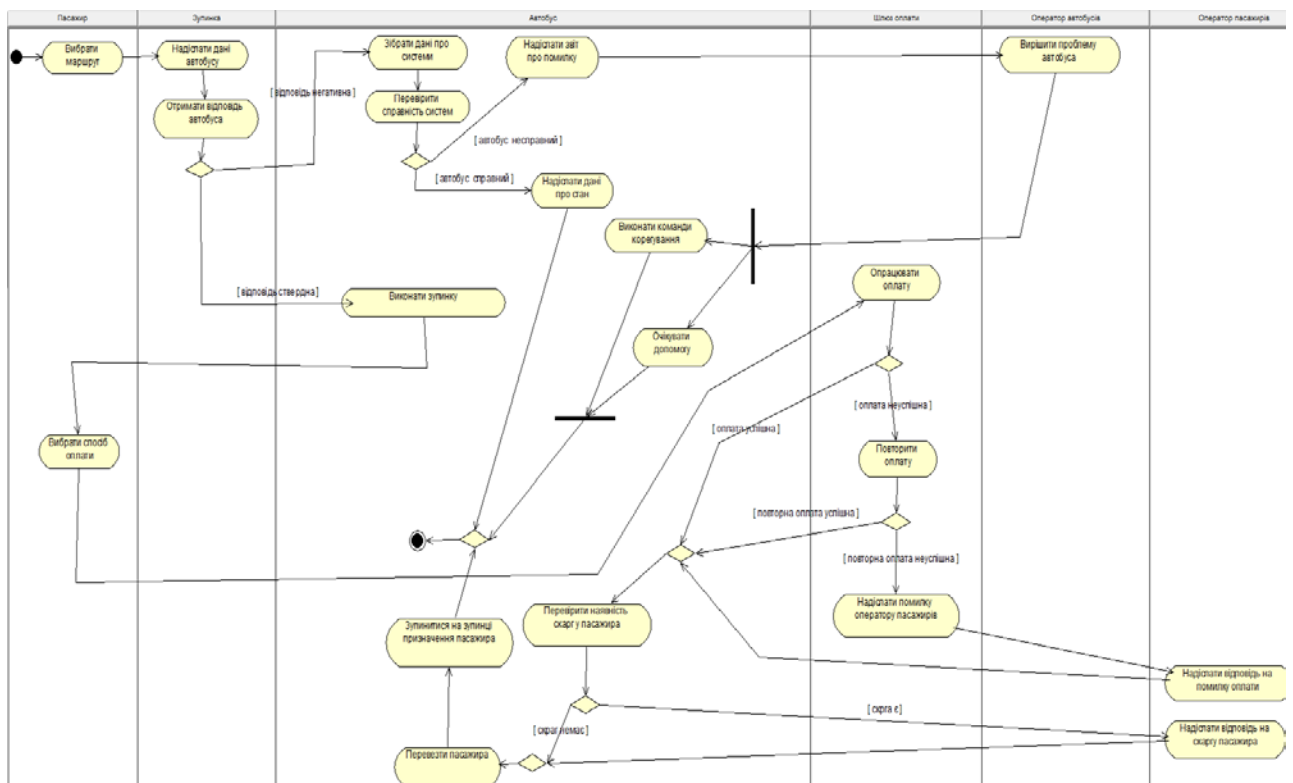 Пасажир
Зупинка
Автобус
Шлюх оплати
Оператор автобусів
Оператор пасажирів
Вибрати
маршрут
Надіслати дані
автобусу
Зібрати дані про
системи
Надіслати звіт
про помилку
Вирішити проблему
автобуса
[ відповідь негативна ]
Отримати відповідь
автобуса
Перевірити
справність систем
[ автобус несправний ]
[ автобус справний ]
Надіслати дані
про стан
Виконати команди
корегування
Опрацювати
оплату
[ відповідь ствердна ]
Виконати зупинку
Очікувати
допомогу
[ оплата неуспішна ]
[ оплата успішна ]
Вибрати спосіб
оплати
Повторити
оплату
[ повторна оплата успішна ]
[ повторна оплата неуспішна ]
Надіслати помилку
оператору пасажирів
Перевірити наявність
скарг у пасажира
Зупинитися на зупинці
призначення пасажира
Надіслати відповідь на
помилку оплати
[ скрга є ]
[ скраг немає ]
Надіслати відповідь на
скаргу пасажира
Перевезти пасажира